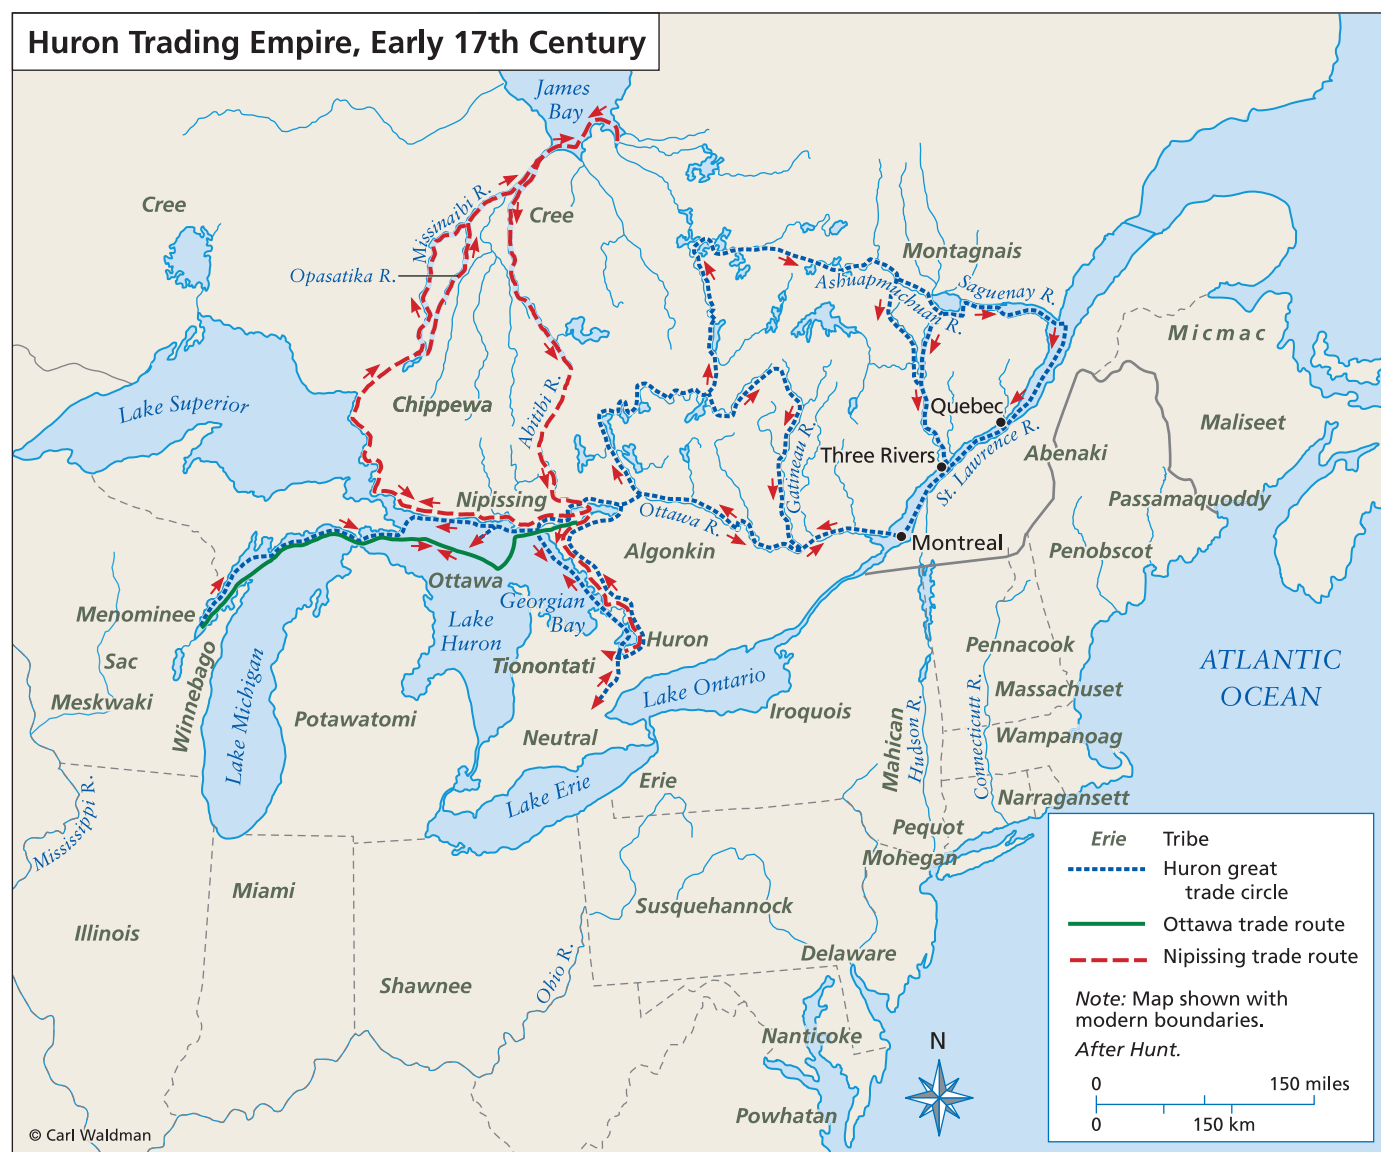 Huron Trading Empire, Early 17th Century
James
Bay
Cree
Missinaibi R.
Cree
Opasatika R.
Montagnais
Ashuapmuchuan R.
Saguenay R.
Micmac
Lake Superior
Chippewa
Abitibi R.
Quebec
Maliseet
Three Rivers
Gatineau R.
St. Lawrence R.
Abenaki
Nipissing
Passamaquoddy
Ottawa R.
Montreal
Algonkin
Penobscot
Ottawa
Georgian
Bay
Menominee
Lake
Huron
Huron
Pennacook
Sac
Winnebago
Tionontati
ATLANTIC
OCEAN
Meskwaki
Lake Michigan
Lake Ontario
Massachuset
Potawatomi
Iroquois
Neutral
Mahican
Hudson R.
Connecticutt R.
Wampanoag
Mississippi R.
Lake Erie
Erie
Narragansett
Pequot
Mohegan
Miami
Susquehannock
Illinois
Delaware
Ohio R.
Shawnee
Nanticoke
Powhatan
N
Erie Tribe
Huron great
trade circle
Ottawa trade route
Nipissing trade route
Note: Map shown with
modern boundaries.
After Hunt.
0 150 miles
0 150 km
© Carl Waldman